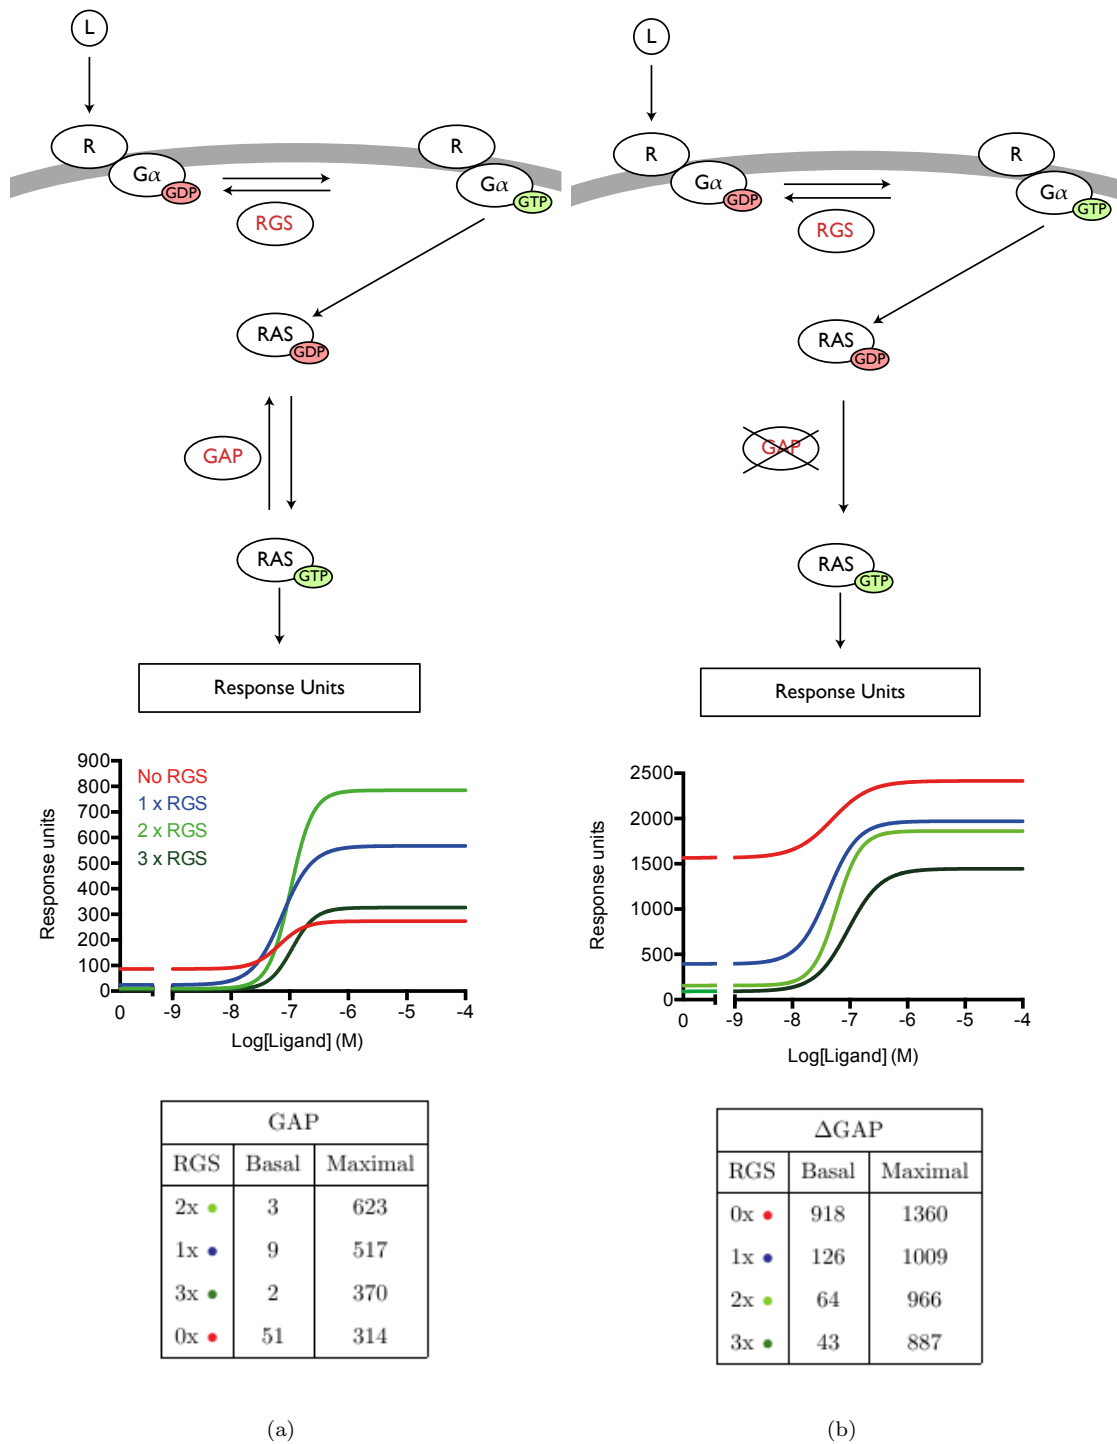 L
R
Gα
GDP
RGS
R
Gα
GTP
RAS
GDP
GAP
RAS
GTP
Response Units
900
800
700
600
500
400
300
200
100
0
Response units
No RGS
1 x RGS
2 x RGS
3 x RGS
0 -9 -8 -7 -6 -5 -4
Log[Ligand] (M)
GAP
RGS Basal Maximal
2x 3 623
1x 9 517
3x 2 370
0x 51 314
(a)
L
R
Gα
GDP
RGS
R
Gα
GTP
RAS
GDP
GAP
RAS
GTP
Response Units
2500
2000
1500
1000
500
0
Response units
0 -9 -8 -7 -6 -5 -4
Log[Ligand] (M)
ΔGAP
RGS Basal Maximal
0x 918 1360
1x 126 1009
2x 64 966
3x 43 887
(b)